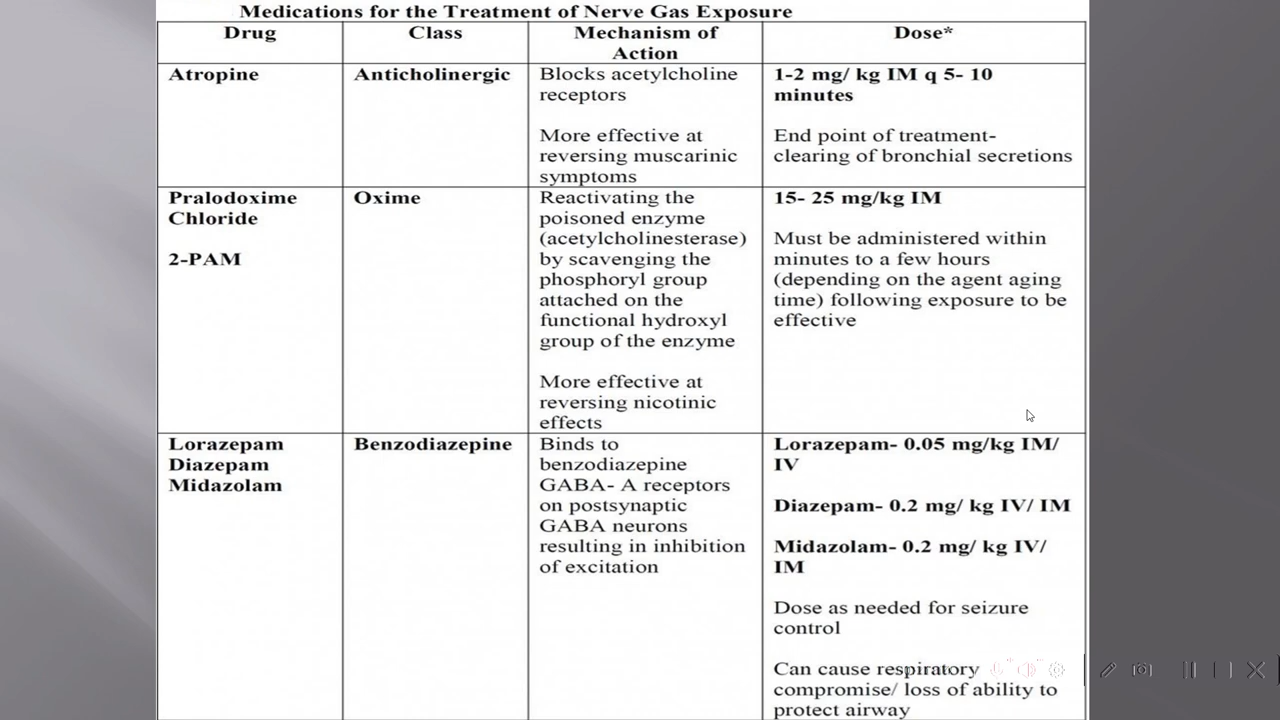 Medications for the Treatment of Nerve Gas Exposure
Drug
Class
Mechanism of
Action
Dose*
Atropine
Anticholinergic
Blocks acetylcholine
receptors
More effective at
reversing muscarinic
symptoms
1-2 mg/ kg IM q 5- 10
minutes
End point of treatment-
clearing of bronchial secretions
Pralodoxime
Chloride
2-PAM
Oxime
Reactivating the
poisoned enzyme
(acetylcholinesterase)
by scavenging the
phosphoryl group
attached on the
functional hydroxyl
group of the enzyme
More effective at
reversing nicotinic
effects
15- 25 mg/kg IM
Must be administered within
minutes to a few hours
(depending on the agent aging
time) following exposure to be
effective
Lorazepam
Diazepam
Midazolam
Benzodiazepine
Binds to
benzodiazepine
GABA- A receptors
on postsynaptic
GABA neurons
resulting in inhibition
of excitation
Lorazepam- 0.05 mg/kg IM/
IV
Diazepam- 0.2 mg/ kg IV/ IM
Midazolam- 0.2 mg/ kg IV/
IM
Dose as needed for seizure
control
Can cause respiratory
compromise/ loss of ability to
protect airway